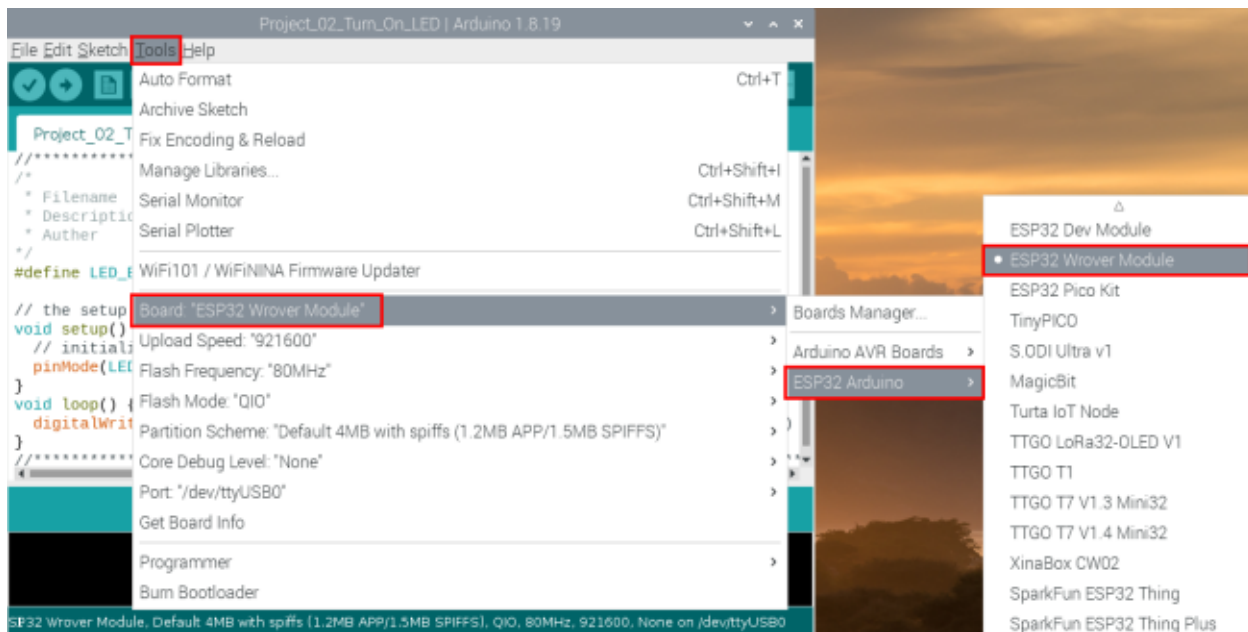 Project_02_Turn_On_LED | Arduino 1.8.19
File Edit Sketch Tools Help
Project_02_T
//************
/*
* Filename
* Descriptio
* Auther
*/
#define LED_B
// the setup
void setup()
// initiali
pinMode(LED
}
void loop() {
digitalWrit
}
//************
Auto Format Ctrl+T
Archive Sketch
Fix Encoding & Reload
Manage Libraries... Ctrl+Shift+I
Serial Monitor Ctrl+Shift+M
Serial Plotter Ctrl+Shift+L
WiFi101 / WiFiNINA Firmware Updater
Board: "ESP32 Wrover Module"
Upload Speed: "921600"
Flash Frequency: "80MHz"
Flash Mode: "QIO"
Partition Scheme: "Default 4MB with spiffs (1.2MB APP/1.5MB SPIFFS)"
Core Debug Level: "None"
Port: "/dev/ttyUSB0"
Get Board Info
Programmer
Burn Bootloader
Boards Manager...
Arduino AVR Boards
ESP32 Arduino
ESP32 Dev Module
ESP32 Wrover Module
ESP32 Pico Kit
TinyPICO
S.ODI Ultra v1
MagicBit
Turta IoT Node
TTGO LoRa32-OLED V1
TTGO T1
TTGO T7 V1.3 Mini32
TTGO T7 V1.4 Mini32
XinaBox CW02
SparkFun ESP32 Thing
SparkFun ESP32 Thing Plus
SP32 Wrover Module, Default 4MB with spiffs (1.2MB APP/1.5MB SPIFFS), QIO, 80MHz, 921600, None on /dev/ttyUSB0